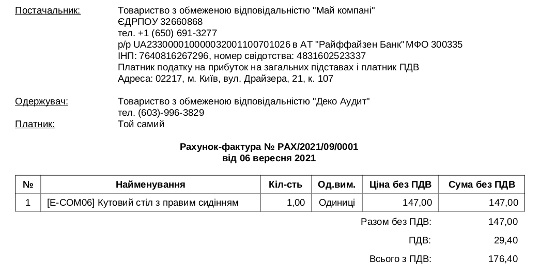 Постачальник: Товариство з обмеженою відповідальністю "Май компані"
ЄДРПОУ 32660868
тел. +1 (650) 691-3277
р/р UA233000010000032001100701026 в АТ "Райффайзен Банк" МФО 300335
ІНП: 7640816267296, номер свідотства: 4831602523337
Платник податку на прибуток на загальних підставах і платник ПДВ
Адреса: 02217, м. Київ, вул. Драйзера, 21, к. 107
Одержувач: Товариство з обмеженою відповідальністю "Деко Аудит"
тел. (603)-996-3829
Платник: Той самий
Рахунок-фактура № РАХ/2021/09/0001
від 06 вересня 2021
№ Найменування Кіл-сть Од.вим. Ціна без ПДВ Сума без ПДВ
1 [E-COM06] Кутовий стіл з правим сидінням 1,00 Одиниці 147,00 147,00
Разом без ПДВ: 147,00
ПДВ: 29,40
Всього з ПДВ: 176,40